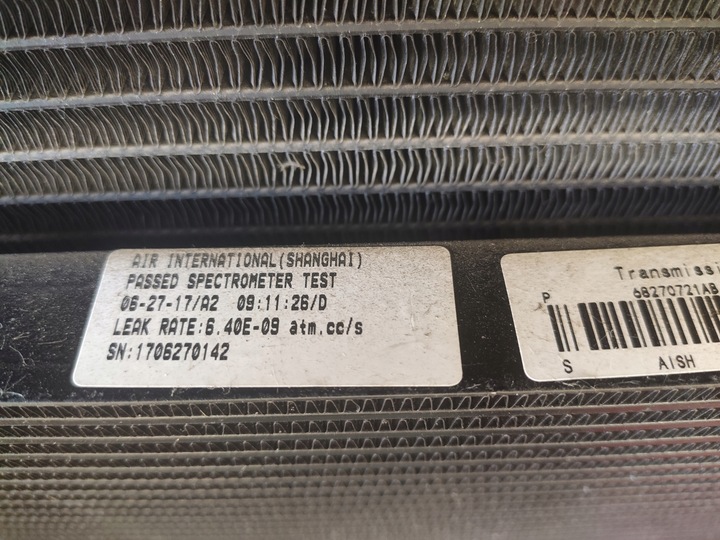 AIR INTERNATIONAL(SHANGHAI)
PASSED SPECTROMETER TEST
06-27-17/A2 09:11:26/D
LEAK RATE:6.40E-09 atm.cc/s
SN:1706270142
Transmissi
P 68270721AB
S AISH